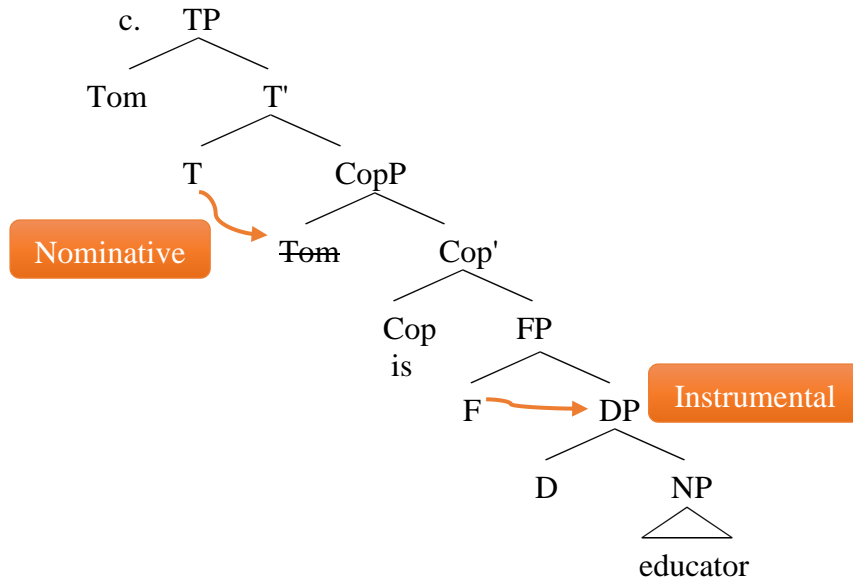 c. TP
Tom T'
T CopP
Nominative Tom Cop'
Cop FP
is
F DP Instrumental
D NP
educator